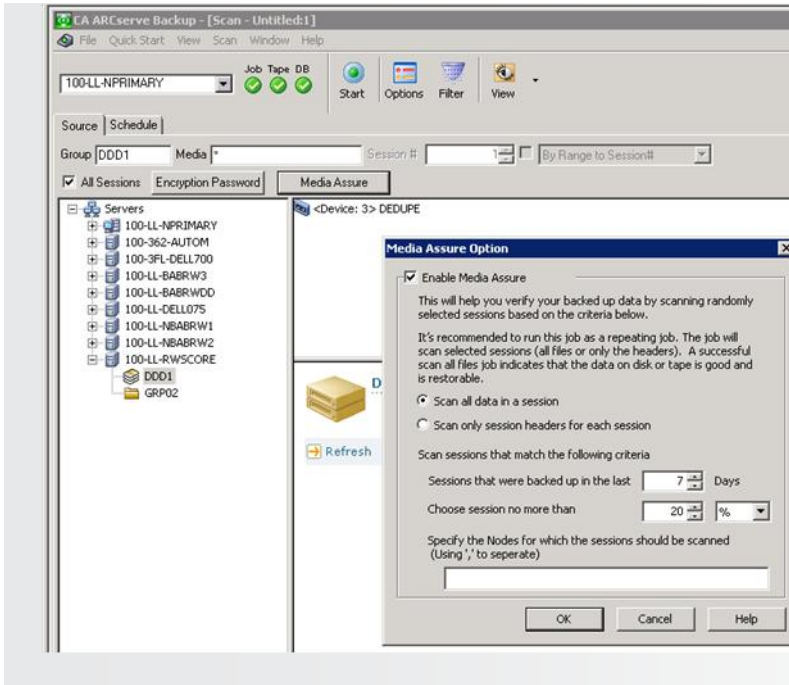 CA ARCserve Backup - [Scan - Untitled:1]
File Quick Start View Scan Window Help
100-LL-NPRIMARY
Job Tape DB
Start Options Filter View
Source Schedule
Group DDD1 Media * Session # 1 By Range to Session#
All Sessions Encryption Password Media Assure
Servers
100-LL-NPRIMARY
100-362-AUTOM
100-3FL-DELL700
100-LL-BABRW3
100-LL-BABRWDD
100-LL-DELL075
100-LL-NBABRW1
100-LL-NBABRW2
100-LL-RWSCORE
DDD1
GRP02
<Device: 3> DEDUPE
D
Refresh
Media Assure Option
Enable Media Assure
This will help you verify your backed up data by scanning randomly
selected sessions based on the criteria below.
It's recommended to run this job as a repeating job. The job will
scan selected sessions (all files or only the headers). A successful
scan all files job indicates that the data on disk or tape is good and
is restorable.
Scan all data in a session
Scan only session headers for each session
Scan sessions that match the following criteria
Sessions that were backed up in the last 7 Days
Choose session no more than 20 %
Specify the Nodes for which the sessions should be scanned
(Using ',' to seperate)
OK Cancel Help